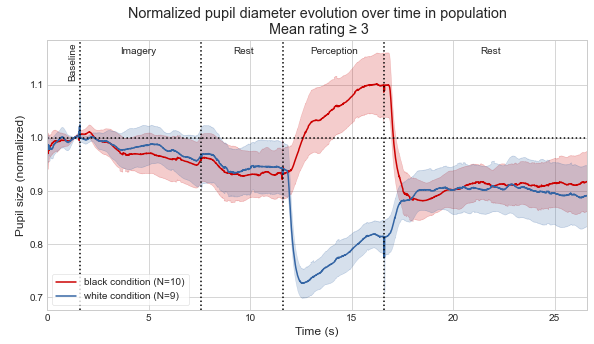 Normalized pupil diameter evolution over time in population
Mean rating ≥ 3
Baseline
Imagery
Rest
Perception
Rest
Pupil size (normalized)
1.1
1.0
0.9
0.8
0.7
black condition (N=10)
white condition (N=9)
0
5
10
15
20
25
Time (s)